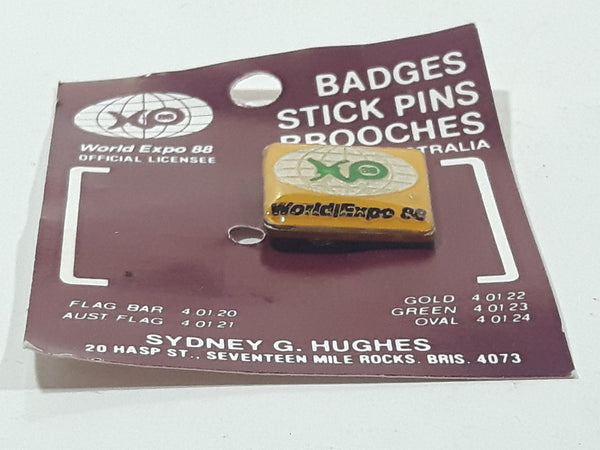 BADGES
STICK PINS
BROOCHES
XPO
World Expo 88
OFFICIAL LICENSEE
XPO
World Expo 88
FLAG BAR 4 01 20
AUST FLAG 4 01 21
GOLD 4 01 22
GREEN 4 01 23
OVAL 4 01 24
SYDNEY G. HUGHES
20 HASP ST., SEVENTEEN MILE ROCKS. BRIS. 4073